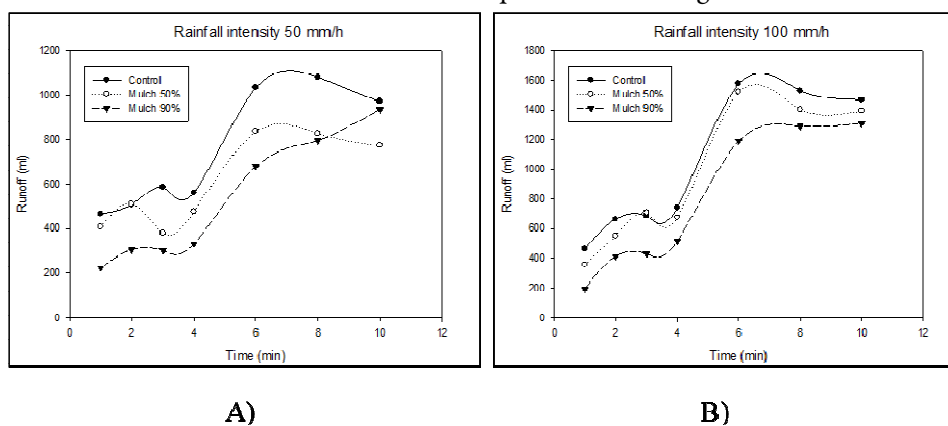 Rainfall intensity 50 mm/h
1200
1000
800
600
400
200
0
Runoff (ml)
Controll
Mulch 50%
Mulch 90%
0 2 4 6 8 10 12
Time (min)
A)
Rainfall intensity 100 mm/h
1800
1600
1400
1200
1000
800
600
400
200
0
Runoff (ml)
Controll
Mulch 50%
Mulch 90%
0 2 4 6 8 10 12
Time (min)
B)